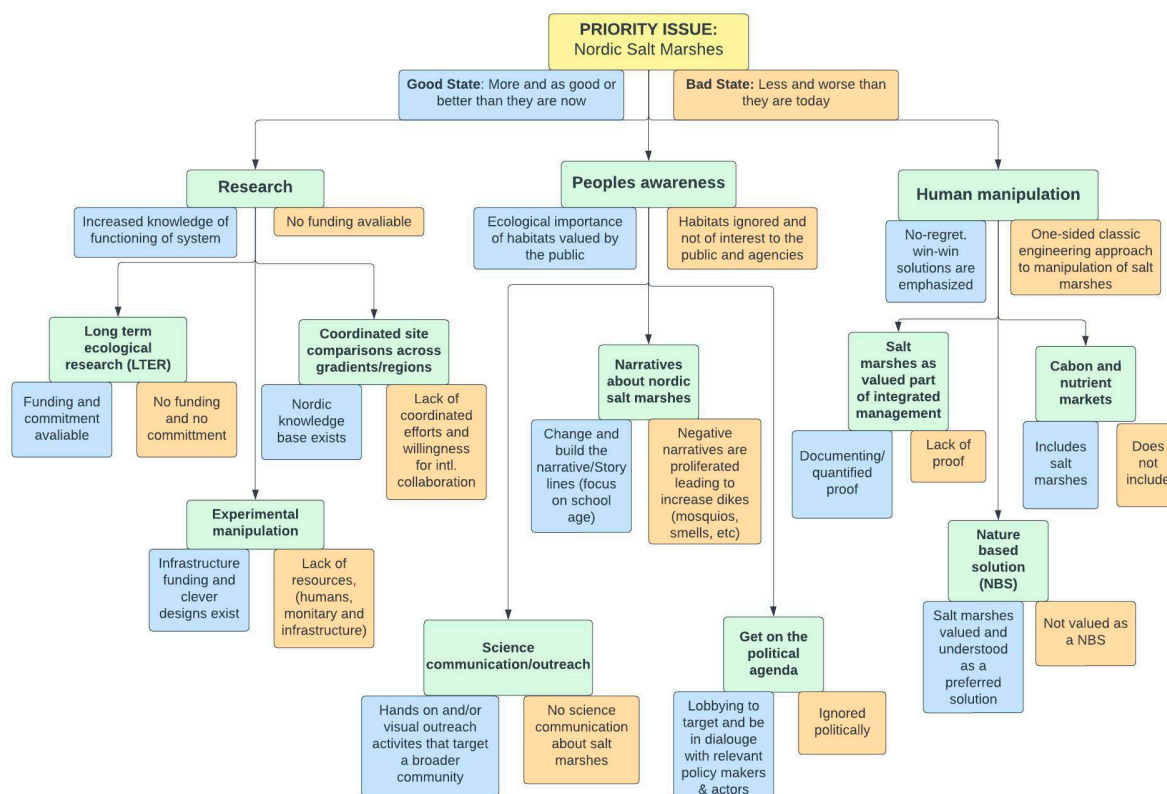 PRIORITY ISSUE:
Nordic Salt Marshes
Good State: More and as good or
better than they are now
Bad State: Less and worse than
they are today
Research
Increased knowledge of
functioning of system
No funding avaliable
Peoples awareness
Ecological importance
of habitats valued by
the public
Habitats ignored and
not of interest to the
public and agencies
Human manipulation
No-regret.
win-win
solutions are
emphasized
One-sided classic
engineering approach
to manipulation of salt
marshes
Long term
ecological
research (LTER)
Funding and
commitment
avaliable
No funding
and no
committment
Coordinated site
comparisons across
gradients/regions
Nordic
knowledge
base exists
Lack of
coordinated
efforts and
willingness
for intl.
collaboration
Experimental
manipulation
Infrastructure
funding and
clever
designs exist
Lack of
resources,
(humans,
monitary and
infrastructure)
Narratives
about nordic
salt marshes
Change and
build the
narrative/Story
lines (focus
on school
age)
Negative
narratives are
proliferated
leading to
increase dikes
(mosquios,
smells, etc)
Salt
marshes as
valued part
of integrated
management
Documenting/
quantified
proof
Lack of
proof
Cabon and
nutrient
markets
Includes
salt
marshes
Does
not
include
Nature
based
solution
(NBS)
Salt marshes
valued and
understood
as a
preferred
solution
Not valued as
a NBS
Science
communication/outreach
Hands on and/or
visual outreach
activites that target
a broader
community
No science
communication
about salt
marshes
Get on the
political
agenda
Lobbying to
target and be
in dialouge
with relevant
policy makers
& actors
Ignored
politically